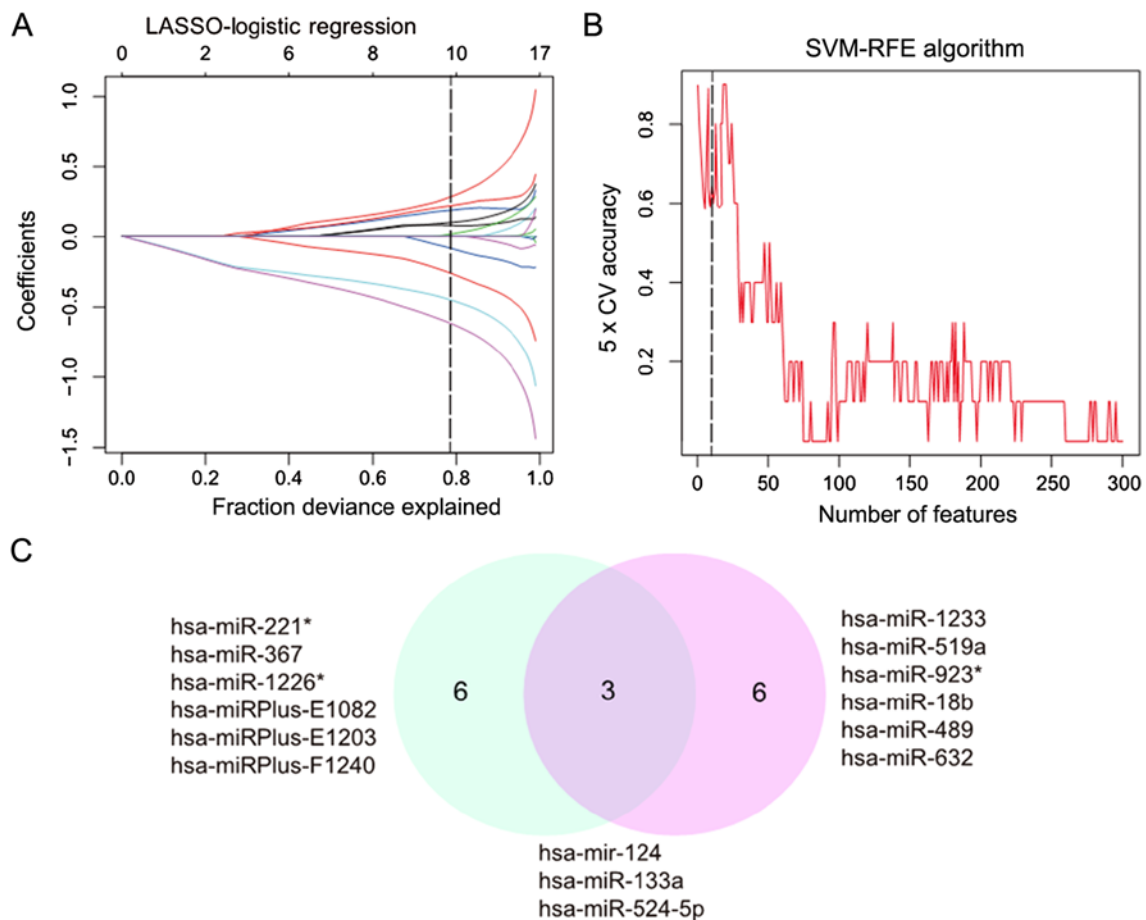 A
LASSO-logistic regression
0 2 4 6 8 10 17
1.0
0.5
0.0
−0.5
−1.0
−1.5
Coefficients
0.0 0.2 0.4 0.6 0.8 1.0
Fraction deviance explained
B
SVM-RFE algorithm
0.8
0.6
0.4
0.2
5 x CV accuracy
0 50 100 150 200 250 300
Number of features
C
hsa-miR-221*
hsa-miR-367
hsa-miR-1226*
hsa-miRPlus-E1082
hsa-miRPlus-E1203
hsa-miRPlus-F1240
6
3
6
hsa-miR-1233
hsa-miR-519a
hsa-miR-923*
hsa-miR-18b
hsa-miR-489
hsa-miR-632
hsa-mir-124
hsa-miR-133a
hsa-miR-524-5p